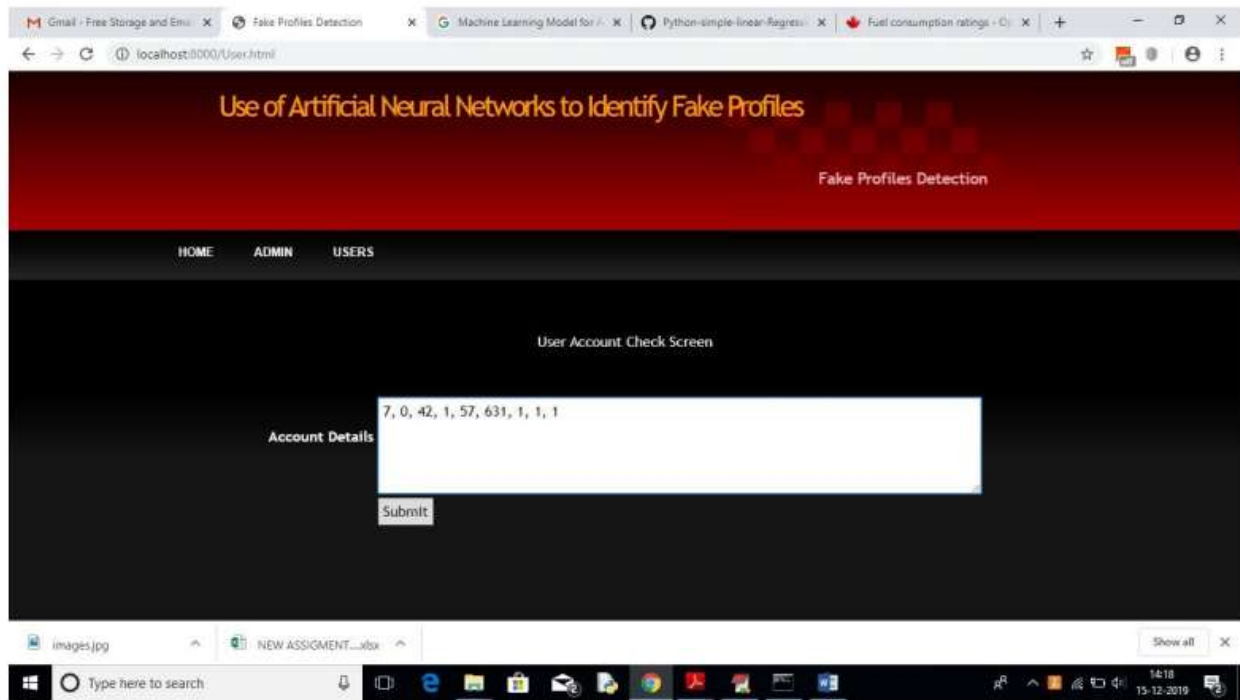 Gmail - Free Storage and Ema
Fake Profiles Detection
Machine Learning Model for
Python-simple-linear-Regress
Fuel consumption ratings - O
localhost:8000/User.html
Use of Artificial Neural Networks to Identify Fake Profiles
Fake Profiles Detection
HOME ADMIN USERS
User Account Check Screen
7, 0, 42, 1, 57, 631, 1, 1, 1
Account Details
Submit
images.jpg
NEW ASSIGMENT....xlsx
Show all
Type here to search
14:18
15-12-2019